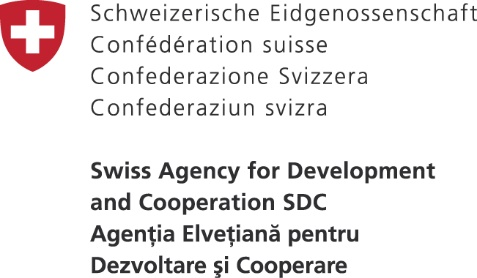 Schweizerische Eidgenossenschaft
Confédération suisse
Confederazione Svizzera
Confederaziun svizra
Swiss Agency for Development
and Cooperation SDC
Agenția Elvețiană pentru
Dezvoltare şi Cooperare